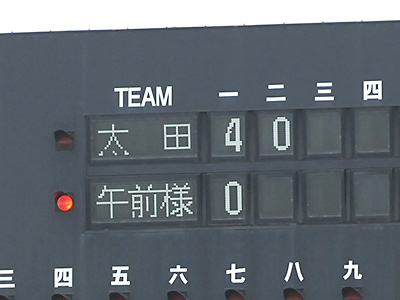 TEAM 一 二 三 四
太 田 4 0
午前様 0
三 四 五 六 七 八 九